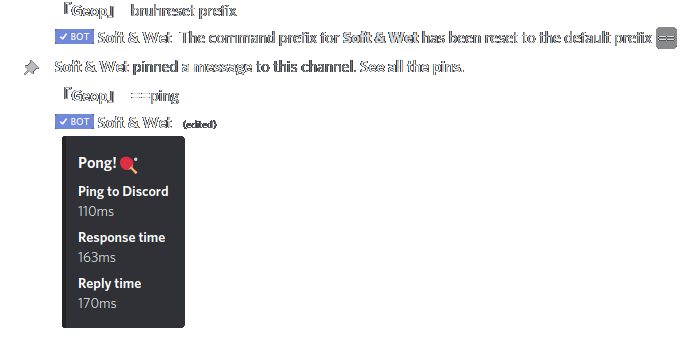 『Geop』 bruhreset prefix
✓ BOT Soft & Wet The command prefix for Soft & Wet has been reset to the default prefix ==
Soft & Wet pinned a message to this channel. See all the pins.
『Geop』 ==ping
✓ BOT Soft & Wet (edited)
Pong!
Ping to Discord
110ms
Response time
163ms
Reply time
170ms